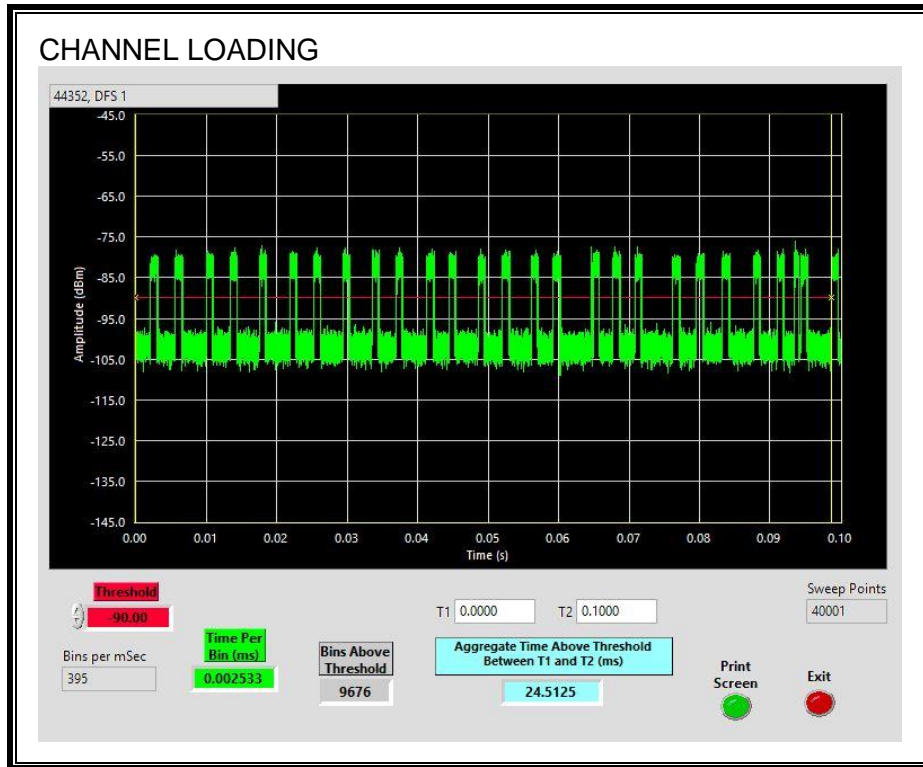 CHANNEL LOADING
44352, DFS 1
-45.0
-55.0
-65.0
-75.0
-85.0
-95.0
-105.0
-115.0
-125.0
-135.0
-145.0
Amplitude (dBm)
0.00 0.01 0.02 0.03 0.04 0.05 0.06 0.07 0.08 0.09 0.10
Time (s)
Threshold
-90.00
T1 0.0000 T2 0.1000
Sweep Points
40001
Bins per mSec
395
Time Per
Bin (ms)
0.002533
Bins Above
Threshold
9676
Aggregate Time Above Threshold
Between T1 and T2 (ms)
24.5125
Print
Screen
Exit